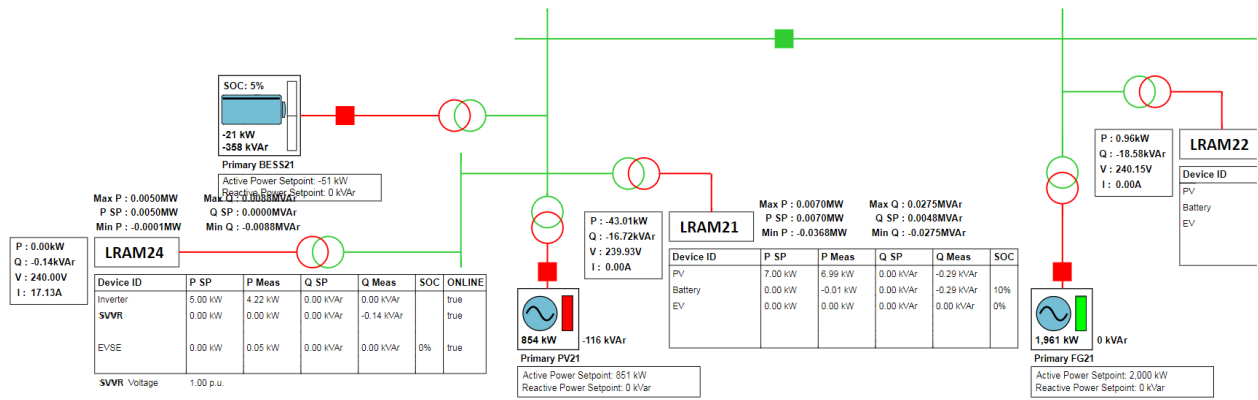 SOC: 5%
-21 kW
-358 kVAr
Primary BESS21
Active Power Setpoint: -51 kW
Reactive Power Setpoint: 0 kVAr
Max P : 0.0050MW Max Q : 0.0088MVAr
P SP : 0.0050MW Q SP : 0.0000MVAr
Min P : -0.0001MW Min Q : -0.0088MVAr
P : 0.00kW
Q : -0.14kVAr
V : 240.00V
I : 17.13A
LRAM24
Device ID P SP P Meas Q SP Q Meas SOC ONLINE
Inverter 5.00 kW 4.22 kW 0.00 kVAr 0.00 kVAr true
SVVR 0.00 kW 0.00 kW 0.00 kVAr -0.14 kVAr true
EVSE 0.00 kW 0.05 kW 0.00 kVAr 0.00 kVAr 0% true
SVVR Voltage 1.00 p.u.
P : -43.01kW
Q : -16.72kVAr
V : 239.93V
I : 0.00A
LRAM21
Max P : 0.0070MW Max Q : 0.0275MVAr
P SP : 0.0070MW Q SP : 0.0048MVAr
Min P : -0.0368MW Min Q : -0.0275MVAr
Device ID P SP P Meas Q SP Q Meas SOC
PV 7.00 kW 6.99 kW 0.00 kVAr -0.29 kVAr
Battery 0.00 kW -0.01 kW 0.00 kVAr -0.29 kVAr 10%
EV 0.00 kW 0.00 kW 0.00 kVAr 0.00 kVAr 0%
854 kW -116 kVAr
Primary PV21
Active Power Setpoint: 851 kW
Reactive Power Setpoint: 0 kVar
P : 0.96kW
Q : -18.58kVAr
V : 240.15V
I : 0.00A
LRAM22
Device ID
PV
Battery
EV
1,961 kW 0 kVAr
Primary FG21
Active Power Setpoint: 2,000 kW
Reactive Power Setpoint: 0 kVar